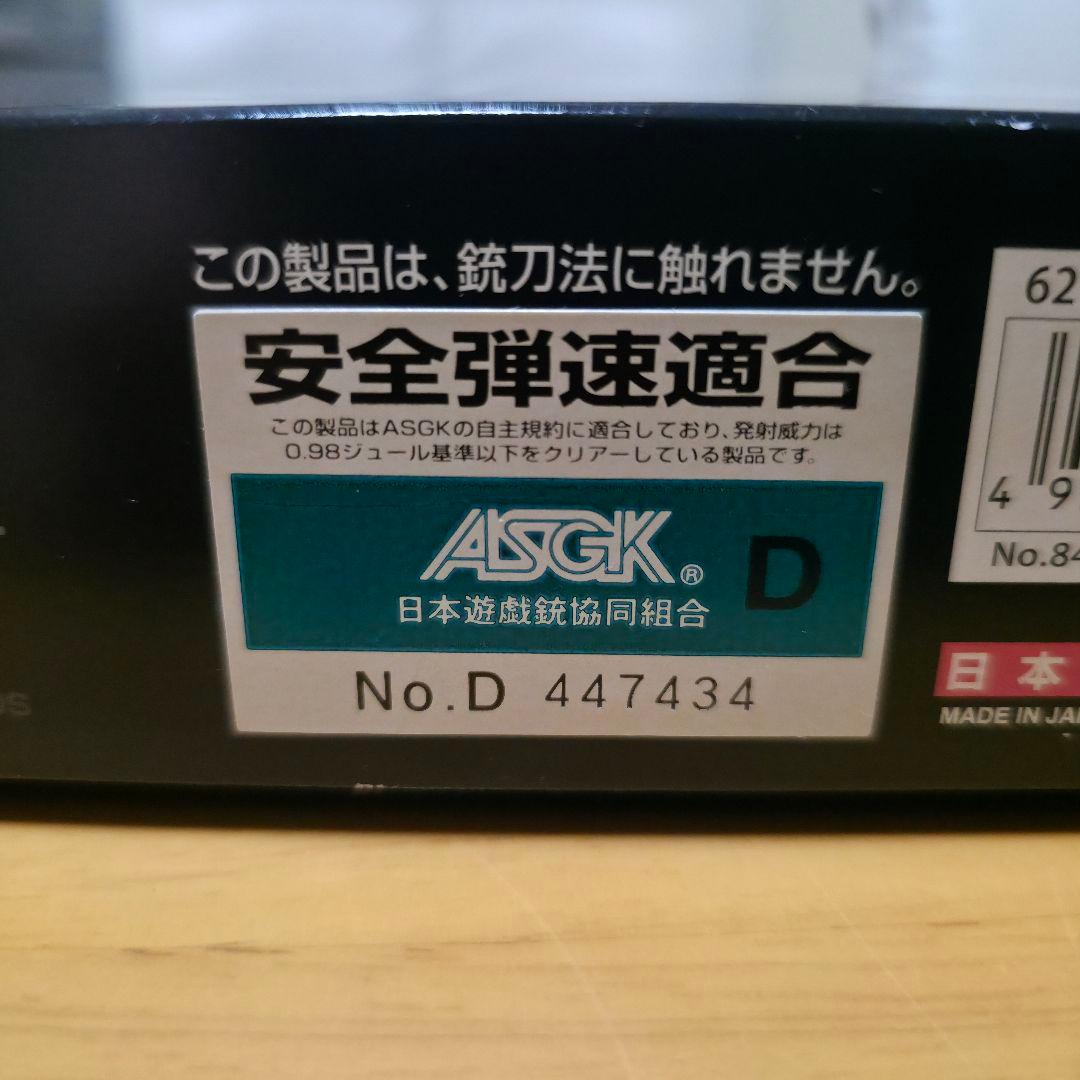 この製品は、銃刀法に触れません。
安全弾速適合
この製品はASGKの自主規約に適合しており、発射威力は
0.98ジュール基準以下をクリアーしている製品です。
ASGK® D
日本遊戯銃協同組合
No.D 447434
62
4 9
No.84
日本
MADE IN JA